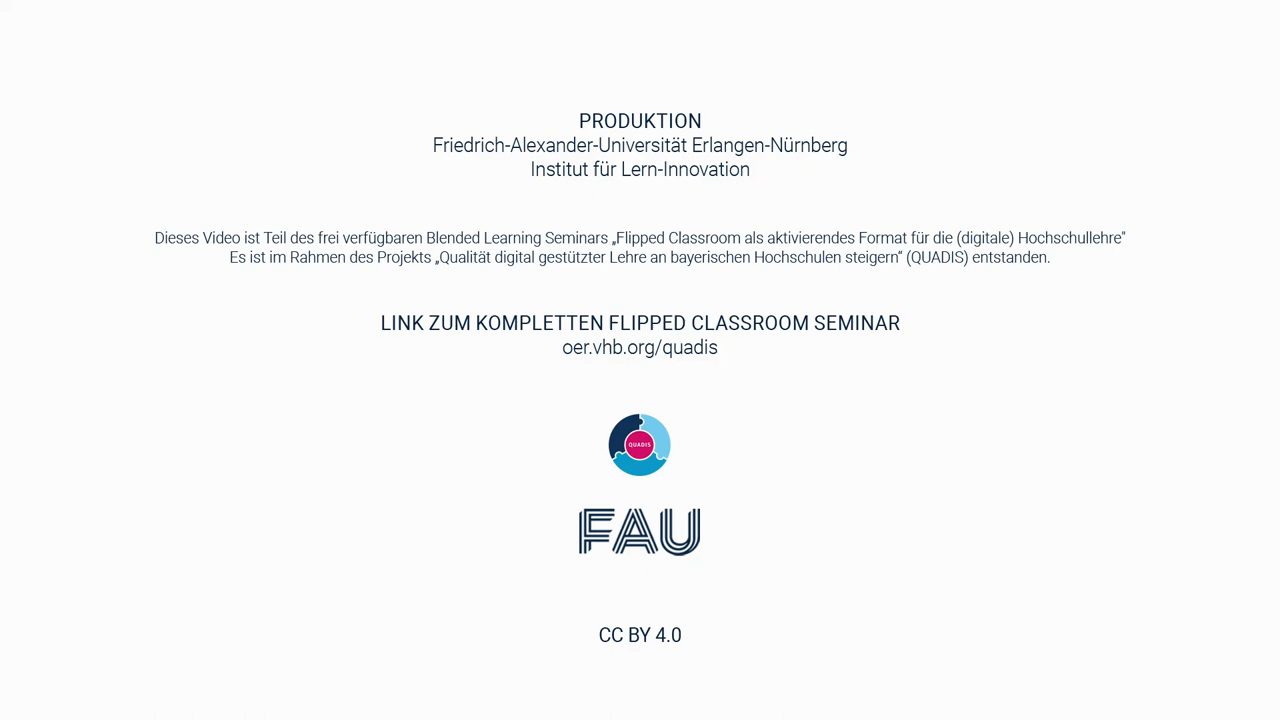 PRODUKTION
Friedrich-Alexander-Universität Erlangen-Nürnberg
Institut für Lern-Innovation
Dieses Video ist Teil des frei verfügbaren Blended Learning Seminars „Flipped Classroom als aktivierendes Format für die (digitale) Hochschullehre"
Es ist im Rahmen des Projekts „Qualität digital gestützter Lehre an bayerischen Hochschulen steigern“ (QUADIS) entstanden.
LINK ZUM KOMPLETTEN FLIPPED CLASSROOM SEMINAR
oer.vhb.org/quadis
QUADIS
FAU
CC BY 4.0